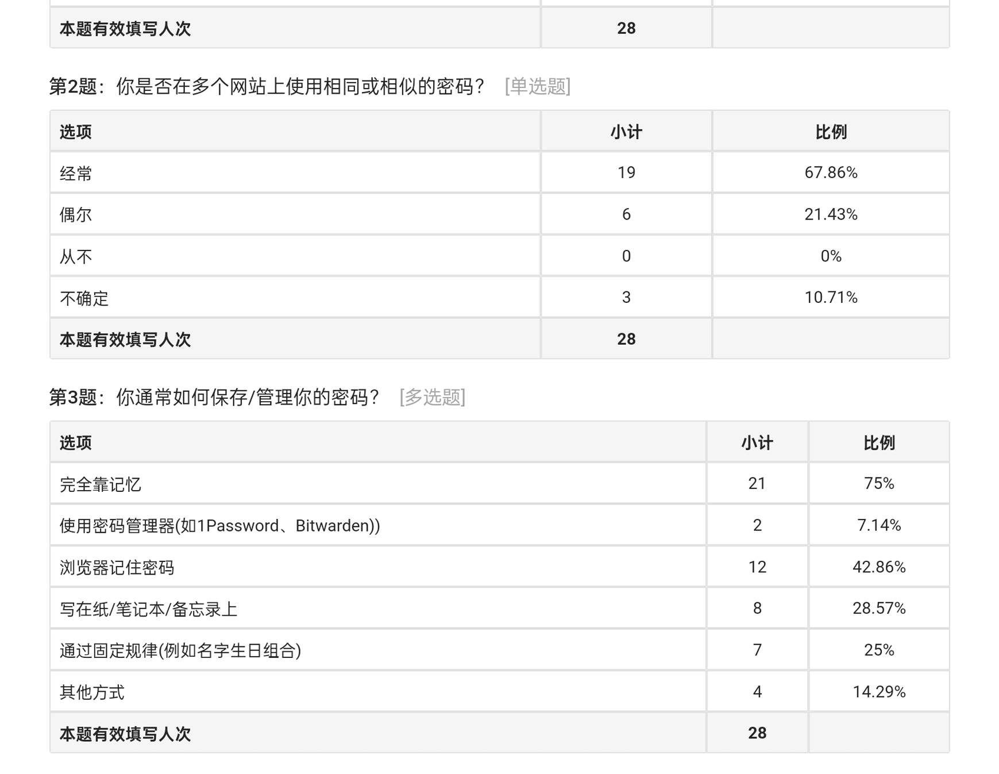 本题有效填写人次 28
第2题：你是否在多个网站上使用相同或相似的密码？ [单选题]
选项 小计 比例
经常 19 67.86%
偶尔 6 21.43%
从不 0 0%
不确定 3 10.71%
本题有效填写人次 28
第3题：你通常如何保存/管理你的密码？ [多选题]
选项 小计 比例
完全靠记忆 21 75%
使用密码管理器(如1Password、Bitwarden)) 2 7.14%
浏览器记住密码 12 42.86%
写在纸/笔记本/备忘录上 8 28.57%
通过固定规律(例如名字生日组合) 7 25%
其他方式 4 14.29%
本题有效填写人次 28